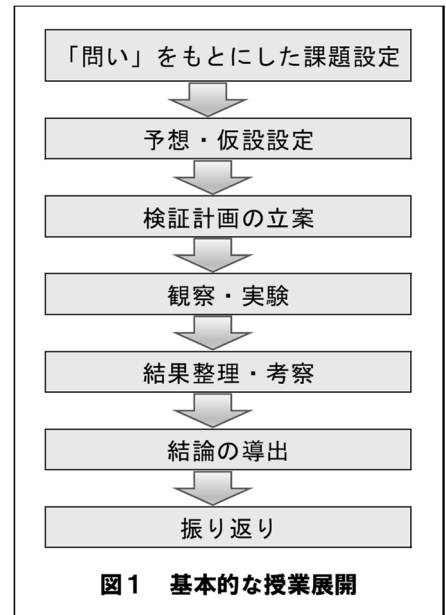 「問い」をもとにした課題設定
予想・仮設設定
検証計画の立案
観察・実験
結果整理・考察
結論の導出
振り返り
図1 基本的な授業展開